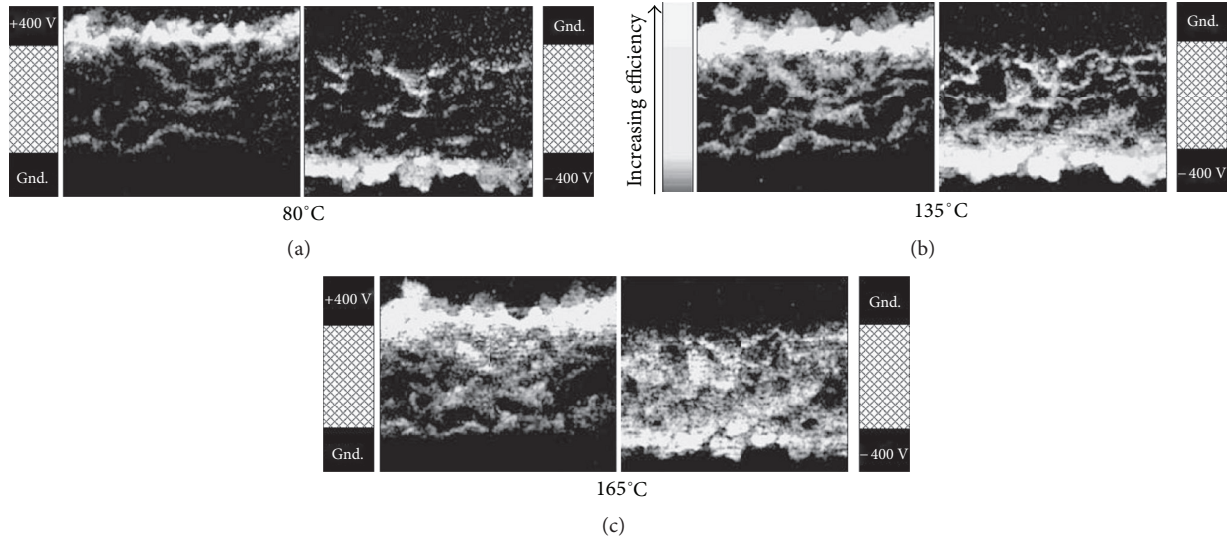 +400 V
Gnd.
Gnd.
−400 V
80°C
(a)
Increasing efficiency
Gnd.
−400 V
135°C
(b)
+400 V
Gnd.
Gnd.
−400 V
165°C
(c)